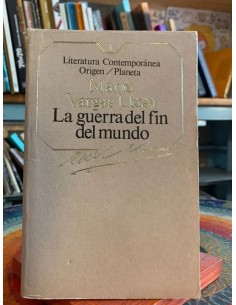 Literatura Contemporánea
Origen / Planeta
Mario
Vargas Llosa
La guerra del fin
del mundo